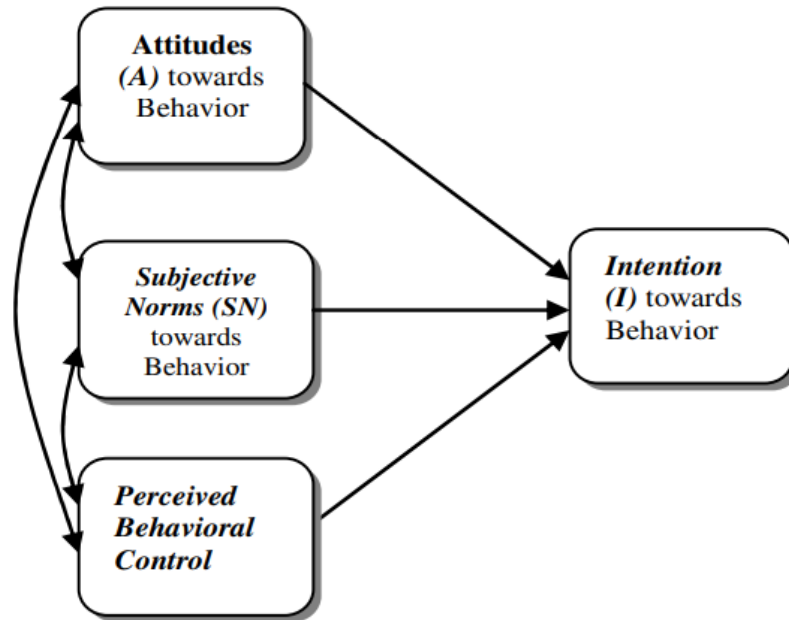 Attitudes
(A) towards
Behavior
Subjective
Norms (SN)
towards
Behavior
Perceived
Behavioral
Control
Intention
(I) towards
Behavior